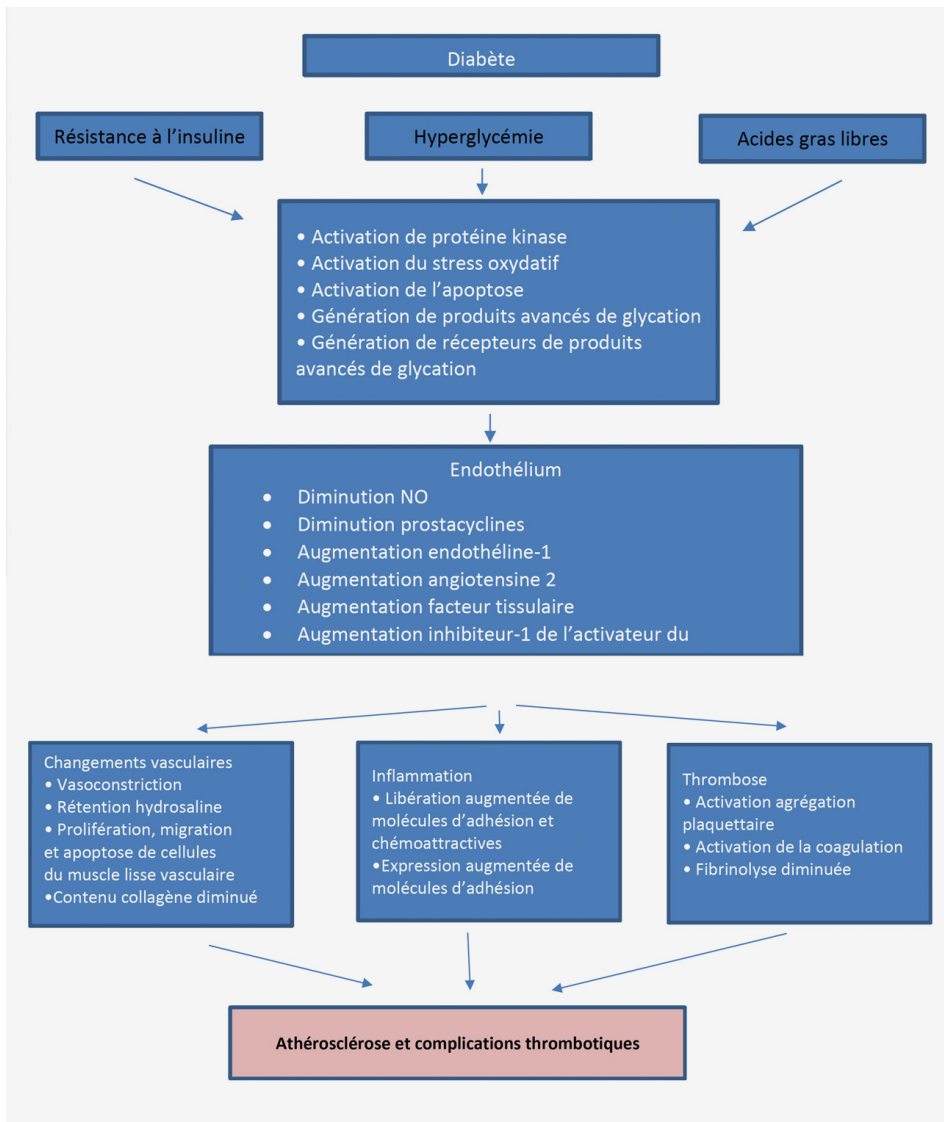 Diabète
Résistance à l’insuline
Hyperglycémie
Acides gras libres
• Activation de protéine kinase
• Activation du stress oxydatif
• Activation de l’apoptose
• Génération de produits avancés de glycation
• Génération de récepteurs de produits
avancés de glycation
Endothélium
• Diminution NO
• Diminution prostacyclines
• Augmentation endothéline-1
• Augmentation angiotensine 2
• Augmentation facteur tissulaire
• Augmentation inhibiteur-1 de l’activateur du
Changements vasculaires
• Vasoconstriction
• Rétention hydrosaline
• Prolifération, migration
et apoptose de cellules
du muscle lisse vasculaire
•Contenu collagène diminué
Inflammation
• Libération augmentée de
molécules d’adhésion et
chémoattractives
•Expression augmentée de
molécules d’adhésion
Thrombose
• Activation agrégation
plaquettaire
• Activation de la coagulation
• Fibrinolyse diminuée
Athérosclérose et complications thrombotiques